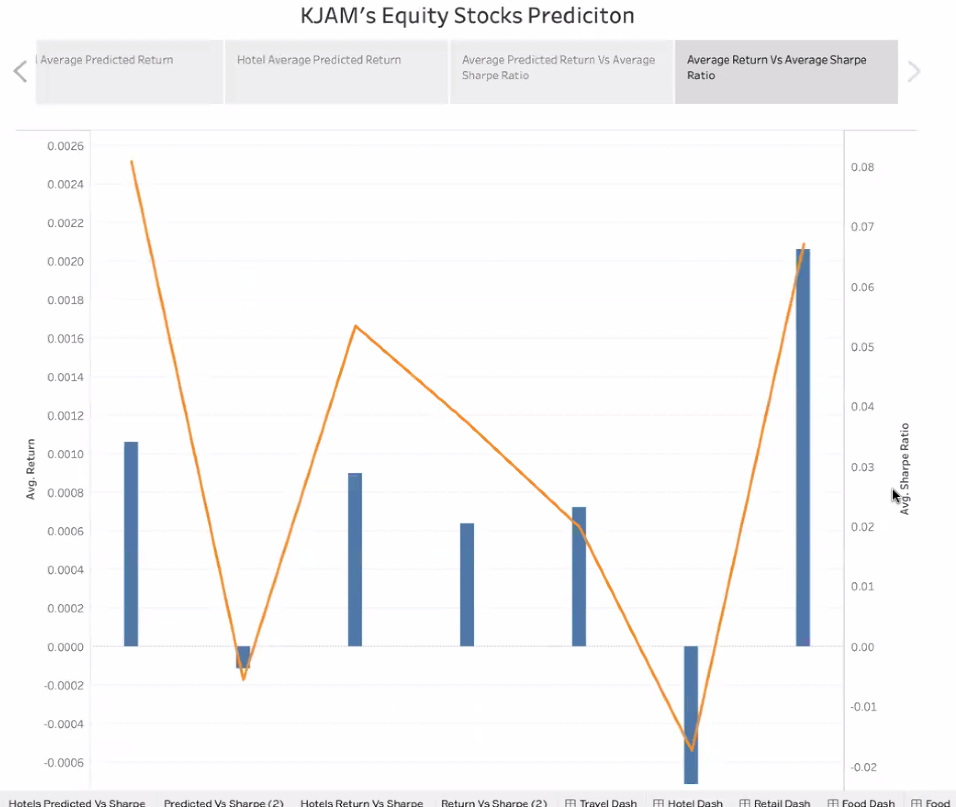 KJAM's Equity Stocks Prediciton
Average Predicted Return
Hotel Average Predicted Return
Average Predicted Return Vs Average
Sharpe Ratio
Average Return Vs Average Sharpe
Ratio
0.0026
0.0024
0.0022
0.0020
0.0018
0.0016
0.0014
0.0012
0.0010
0.0008
0.0006
0.0004
0.0002
0.0000
-0.0002
-0.0004
-0.0006
Avg. Return
0.08
0.07
0.06
0.05
0.04
0.03
0.02
0.01
0.00
-0.01
-0.02
Avg. Sharpe Ratio
Hotels Predicted Vs Sharpe
Predicted Vs Sharpe (2)
Hotels Return Vs Sharpe
Return Vs Sharpe (2)
Travel Dash
Hotel Dash
Retail Dash
Food Dash
Food